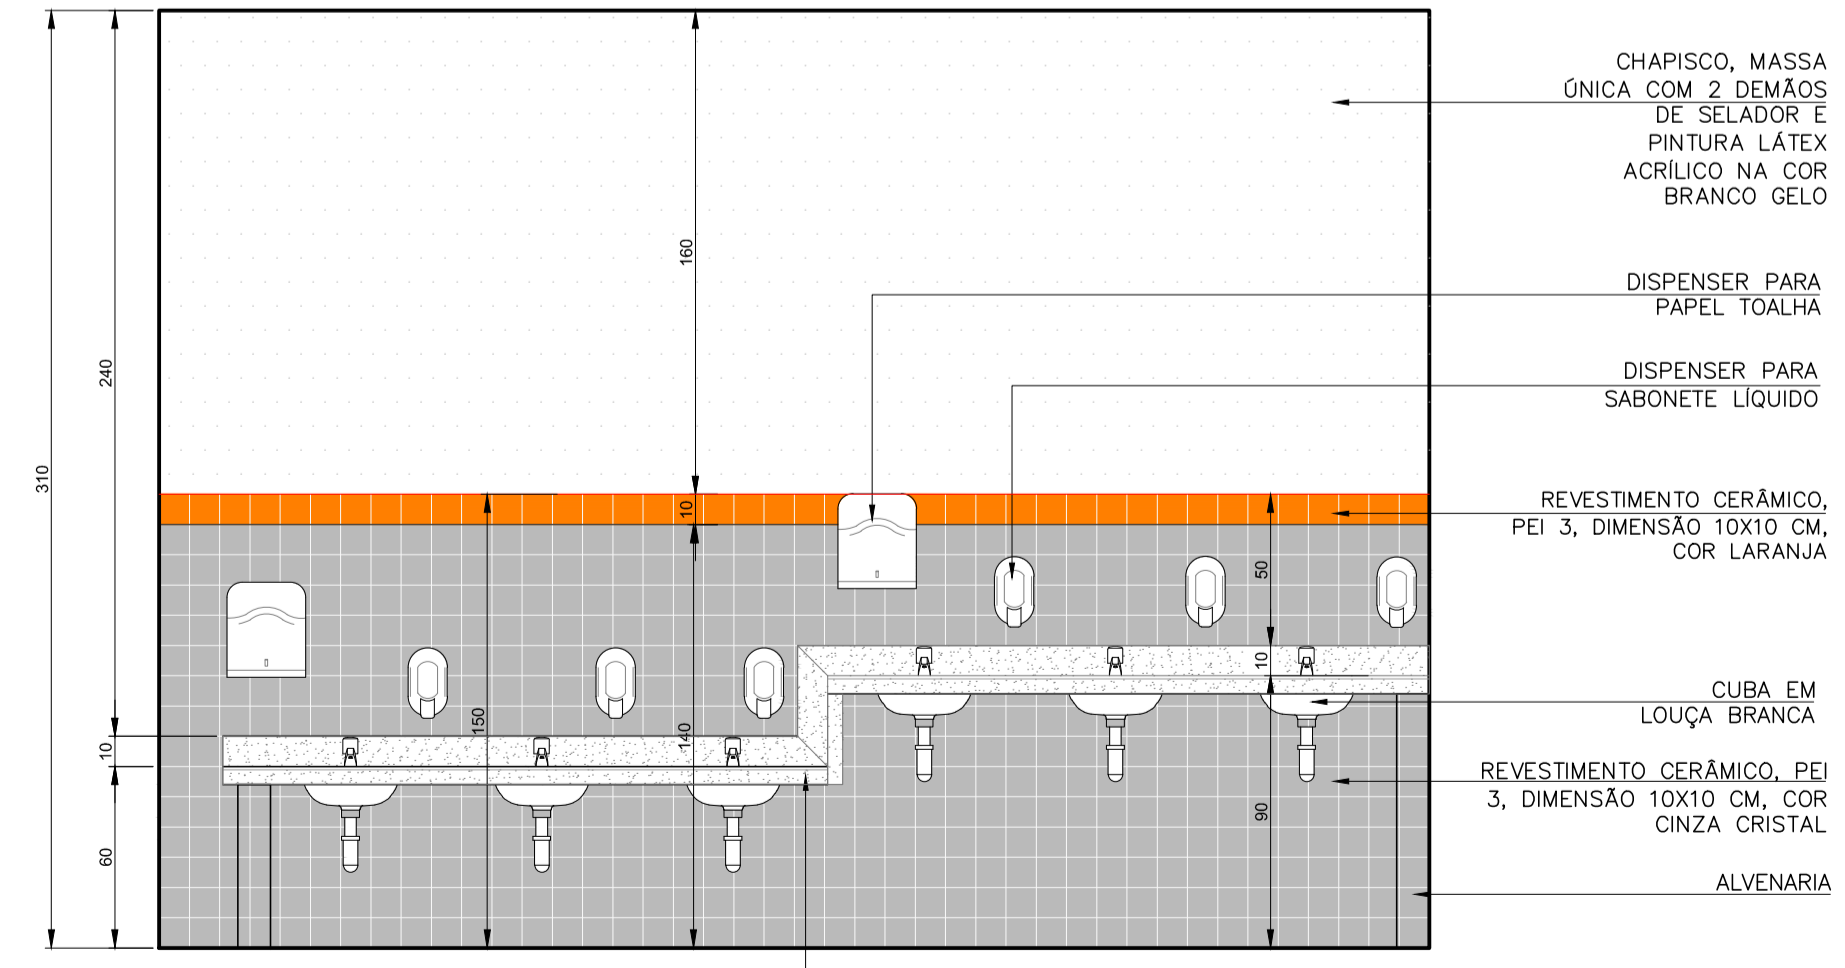 CHAPISCO, MASSA
ÚNICA COM 2 DEMÃOS
DE SELADOR E
PINTURA LÁTEX
ACRÍLICO NA COR
BRANCO GELO
160
DISPENSER PARA
PAPEL TOALHA
240
DISPENSER PARA
SABONETE LÍQUIDO
310
10
REVESTIMENTO CERÂMICO,
PEI 3, DIMENSÃO 10X10 CM,
COR LARANJA
50
10
150
140
CUBA EM
LOUÇA BRANCA
10
REVESTIMENTO CERÂMICO, PEI
3, DIMENSÃO 10X10 CM, COR
CINZA CRISTAL
90
60
ALVENARIA